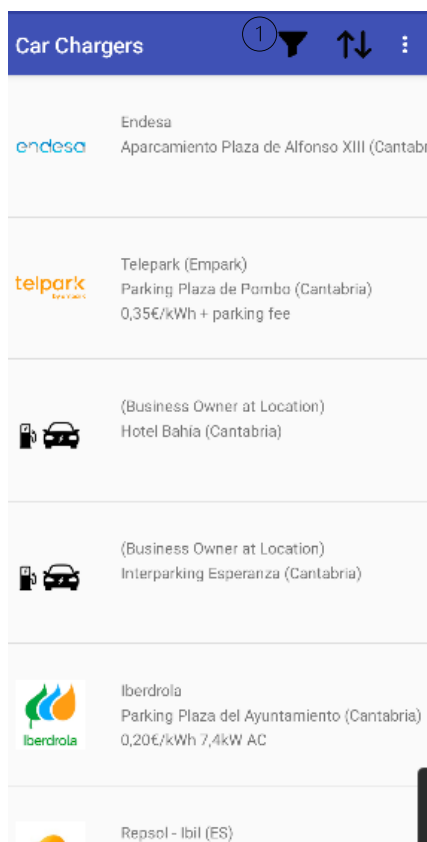 Car Chargers
1
endesa
Endesa
Aparcamiento Plaza de Alfonso XIII (Cantabr
telpark
Telepark (Empark)
Parking Plaza de Pombo (Cantabria)
0,35€/kWh + parking fee
(Business Owner at Location)
Hotel Bahía (Cantabria)
(Business Owner at Location)
Interparking Esperanza (Cantabria)
Iberdrola
Iberdrola
Parking Plaza del Ayuntamiento (Cantabria)
0,20€/kWh 7,4kW AC
Repsol - Ibil (ES)